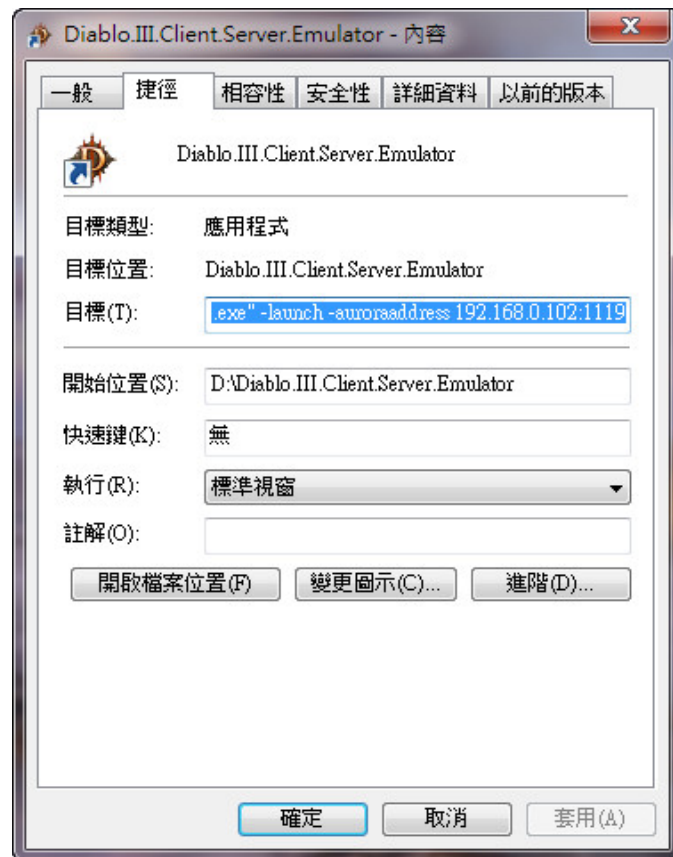 Diablo.III.Client.Server.Emulator - 內容
一般 捷徑 相容性 安全性 詳細資料 以前的版本
Diablo.III.Client.Server.Emulator
目標類型: 應用程式
目標位置: Diablo.III.Client.Server.Emulator
目標(T): .exe" -launch -auroraaddress 192.168.0.102:1119
開始位置(S): D:\Diablo.III.Client.Server.Emulator
快速鍵(K): 無
執行(R): 標準視窗
註解(O):
開啟檔案位置(F) 變更圖示(C)... 進階(D)...
確定 取消 套用(A)